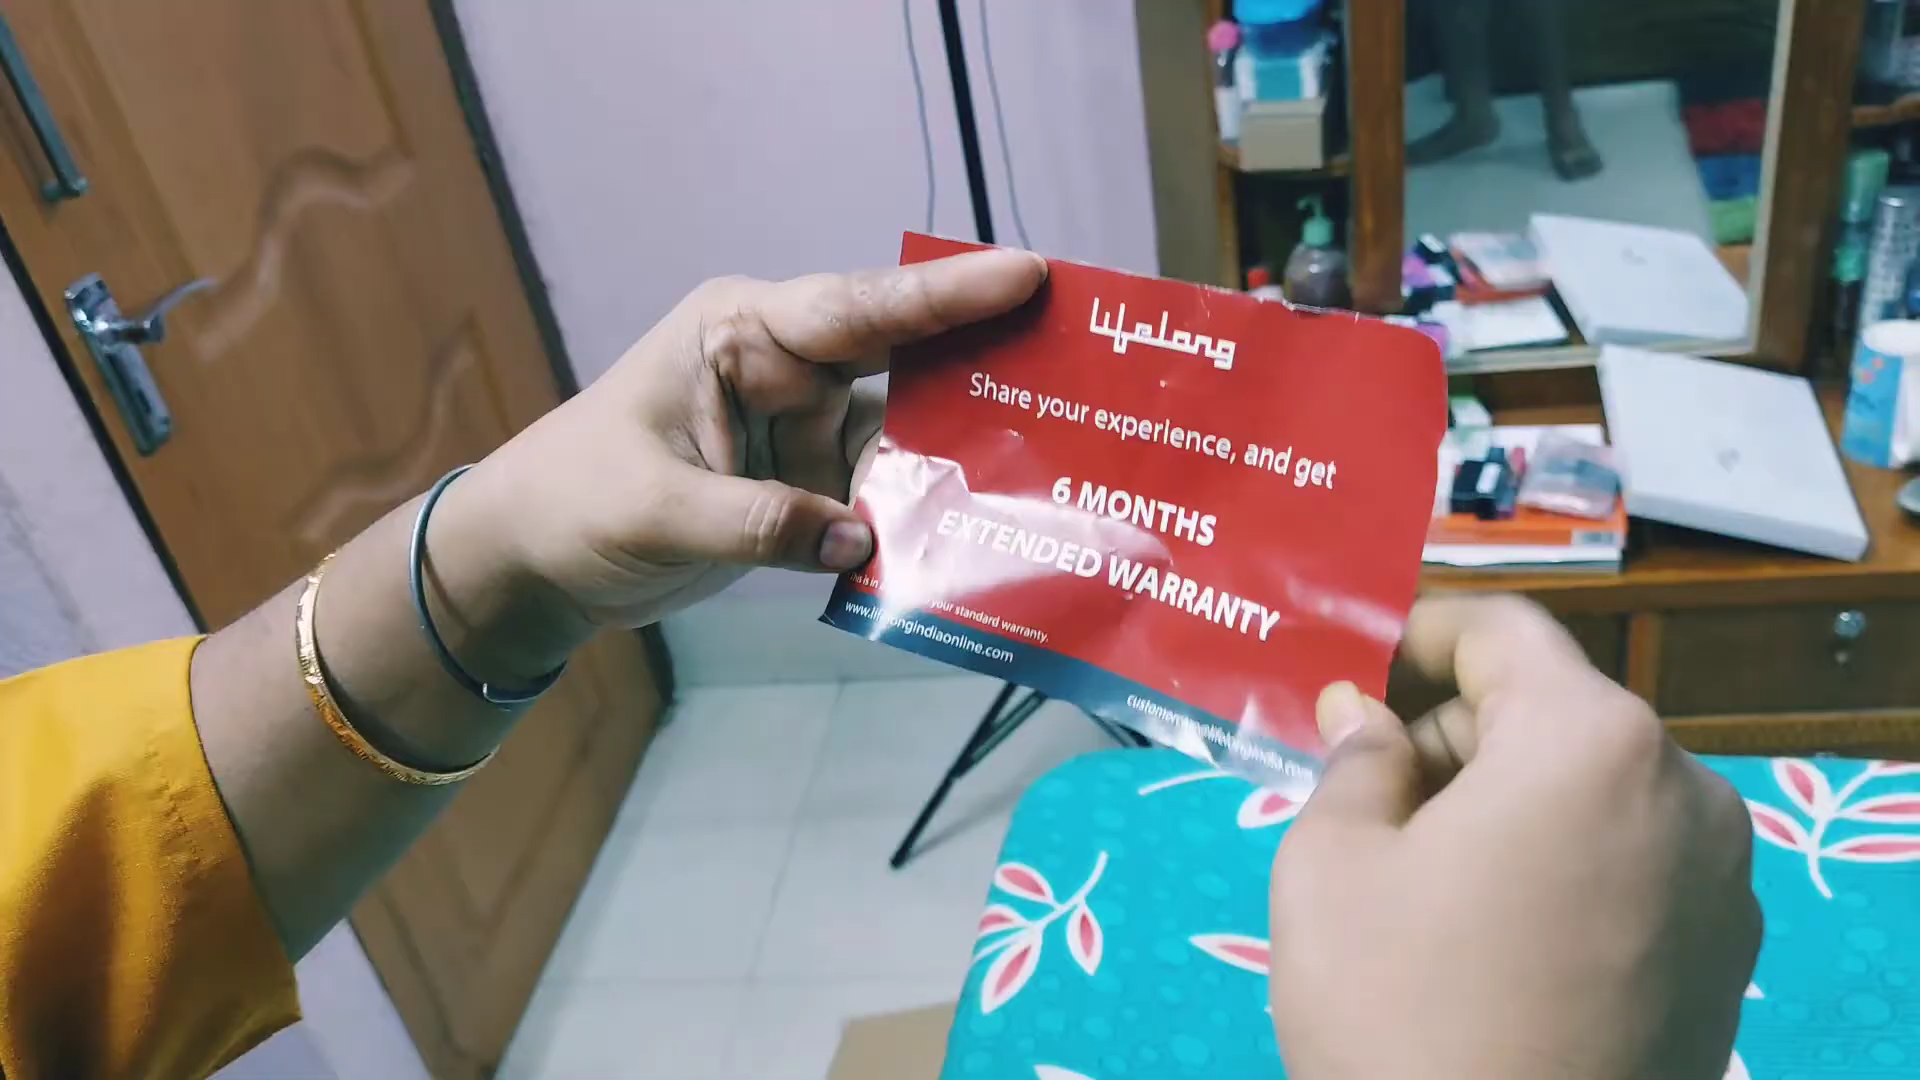 Lifelong
Share your experience, and get
6 MONTHS
EXTENDED WARRANTY
your standard warranty.
www.lifelongindiaonline.com